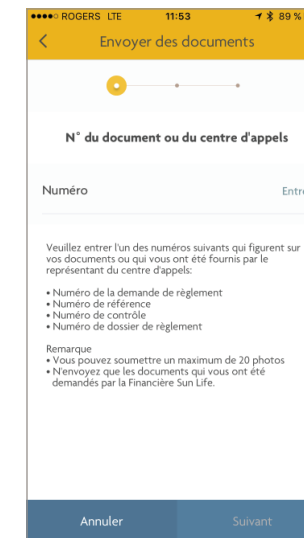 ROGERS LTE 11:53 89 %
Envoyer des documents
N° du document ou du centre d'appels
Numéro Entre
Veuillez entrer l'un des numéros suivants qui figurent sur
vos documents ou qui vous ont été fournis par le
représentant du centre d'appels:
• Numéro de la demande de règlement
• Numéro de référence
• Numéro de contrôle
• Numéro de dossier de règlement
Remarque
• Vous pouvez soumettre un maximum de 20 photos
• N'envoyez que les documents qui vous ont été
demandés par la Financière Sun Life.
Annuler Suivant